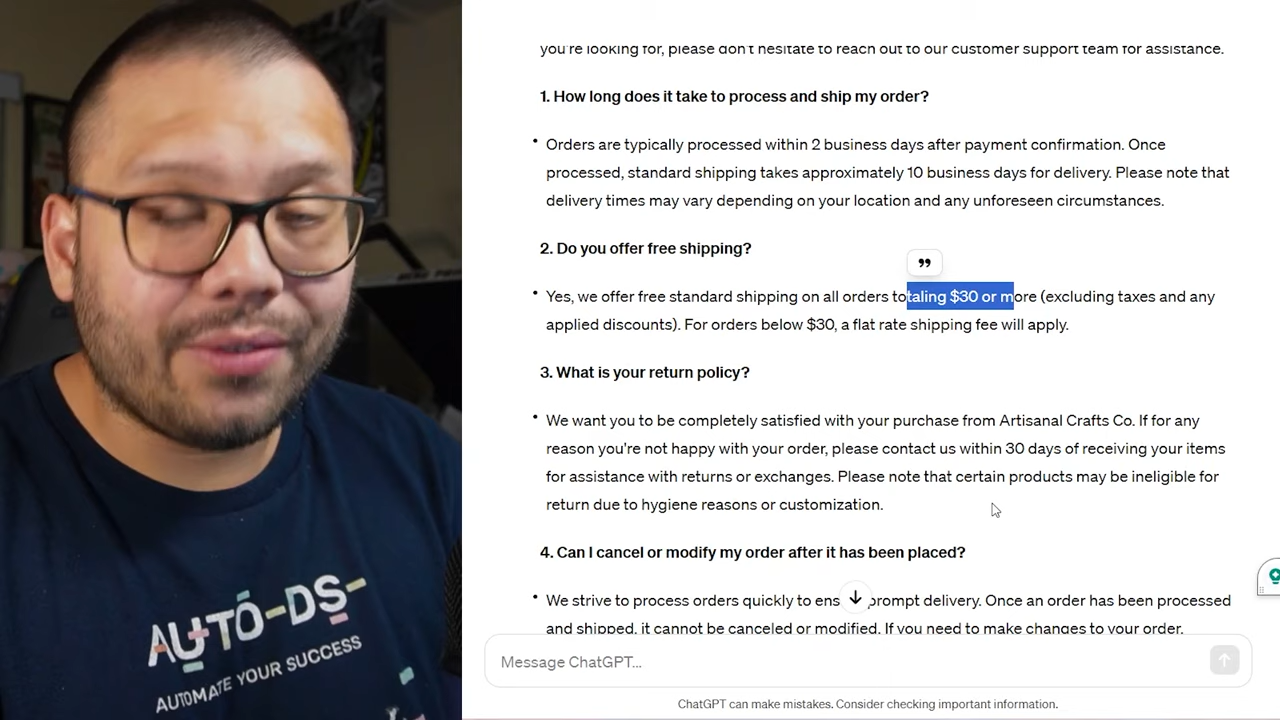 you're looking for, please don't hesitate to reach out to our customer support team for assistance.
1. How long does it take to process and ship my order?
• Orders are typically processed within 2 business days after payment confirmation. Once
processed, standard shipping takes approximately 10 business days for delivery. Please note that
delivery times may vary depending on your location and any unforeseen circumstances.
2. Do you offer free shipping?
• Yes, we offer free standard shipping on all orders totaling $30 or more (excluding taxes and any
applied discounts). For orders below $30, a flat rate shipping fee will apply.
3. What is your return policy?
• We want you to be completely satisfied with your purchase from Artisanal Crafts Co. If for any
reason you're not happy with your order, please contact us within 30 days of receiving your items
for assistance with returns or exchanges. Please note that certain products may be ineligible for
return due to hygiene reasons or customization.
4. Can I cancel or modify my order after it has been placed?
• We strive to process orders quickly to ens prompt delivery. Once an order has been processed
and shipped, it cannot be canceled or modified. If you need to make changes to your order,
Message ChatGPT...
ChatGPT can make mistakes. Consider checking important information.
AUTO-DS-
AUTOMATE YOUR SUCCESS